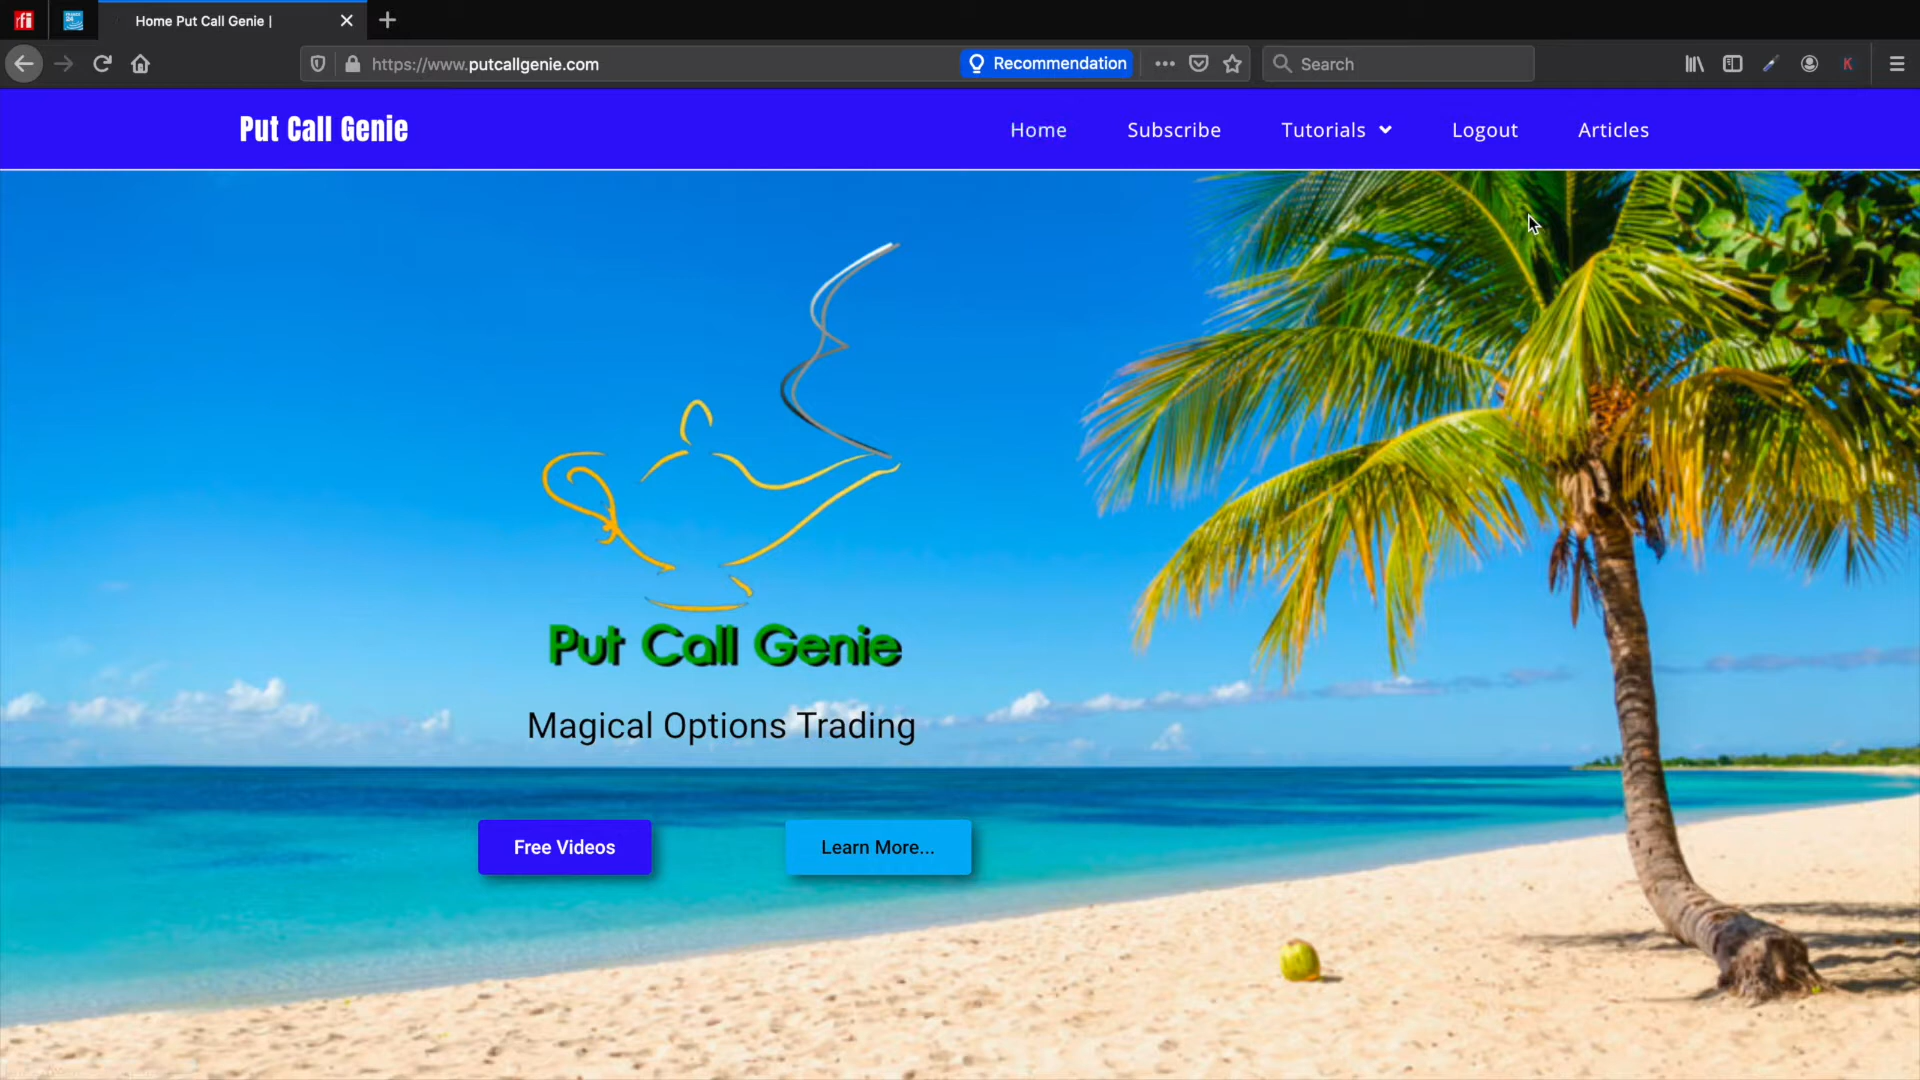 rfi
Home Put Call Genie |
https://www.putcallgenie.com
Recommendation
Search
K
Put Call Genie
Home
Subscribe
Tutorials
Logout
Articles
Put Call Genie
Magical Options Trading
Free Videos
Learn More...